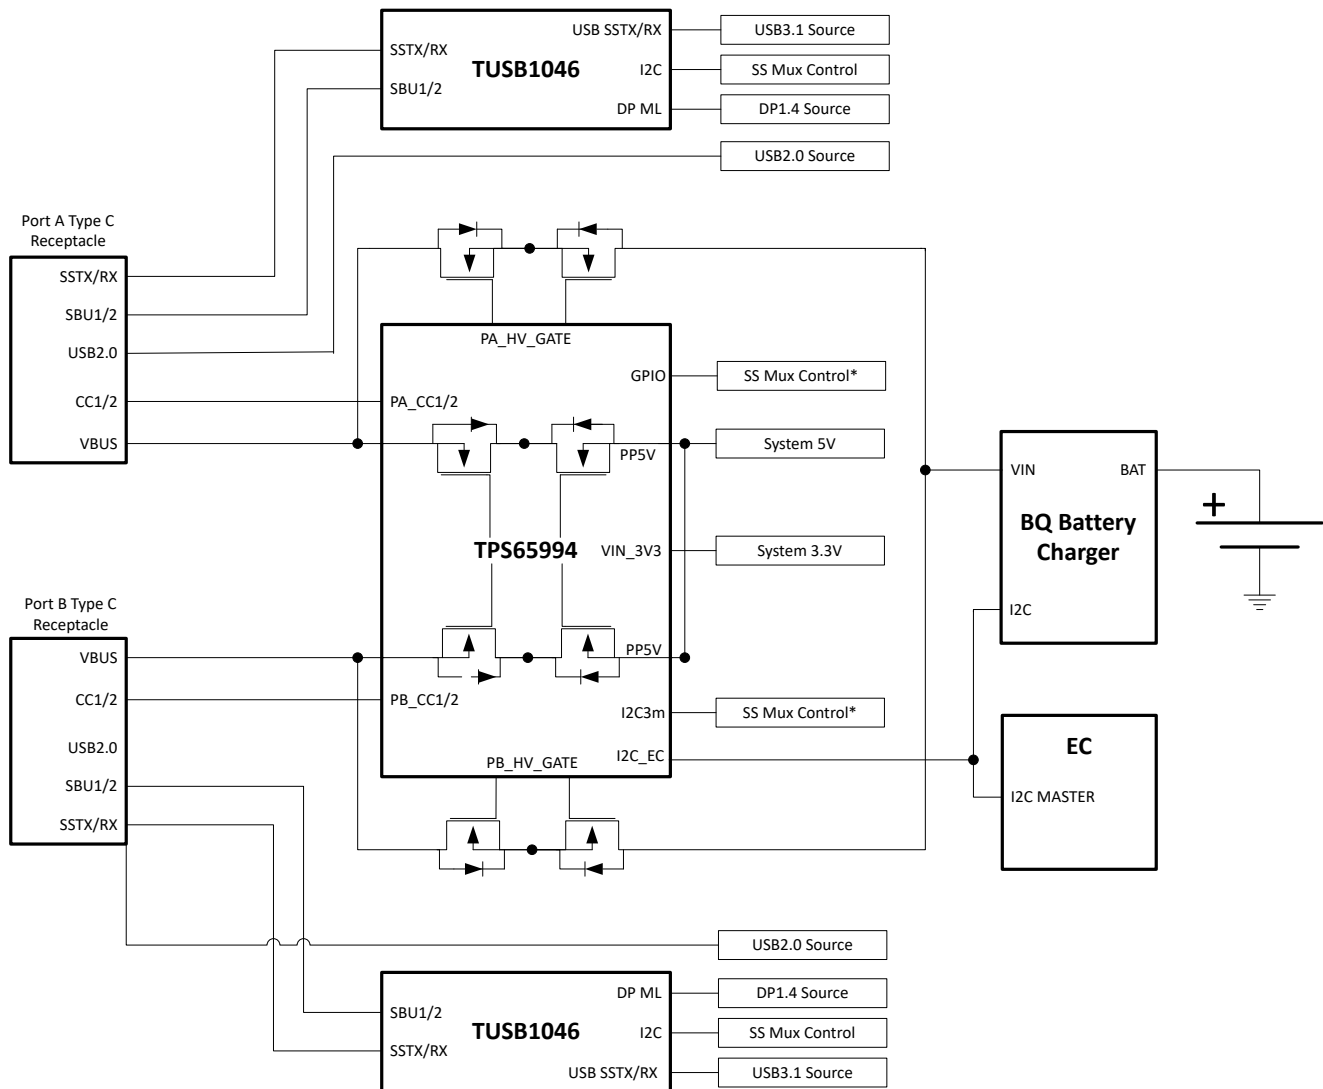 USB SSTX/RX
USB3.1 Source
SSTX/RX
TUSB1046
I2C
SS Mux Control
SBU1/2
DP ML
DP1.4 Source
USB2.0 Source
Port A Type C
Receptacle
SSTX/RX
SBU1/2
USB2.0
CC1/2
VBUS
PA_HV_GATE
GPIO
SS Mux Control*
PA_CC1/2
PP5V
System 5V
TPS65994
VIN_3V3
System 3.3V
PP5V
PB_CC1/2
I2C3m
SS Mux Control*
I2C_EC
PB_HV_GATE
VIN
BAT
BQ Battery
Charger
I2C
+
EC
I2C MASTER
Port B Type C
Receptacle
VBUS
CC1/2
USB2.0
SBU1/2
SSTX/RX
USB2.0 Source
DP ML
DP1.4 Source
SBU1/2
TUSB1046
I2C
SS Mux Control
SSTX/RX
USB SSTX/RX
USB3.1 Source